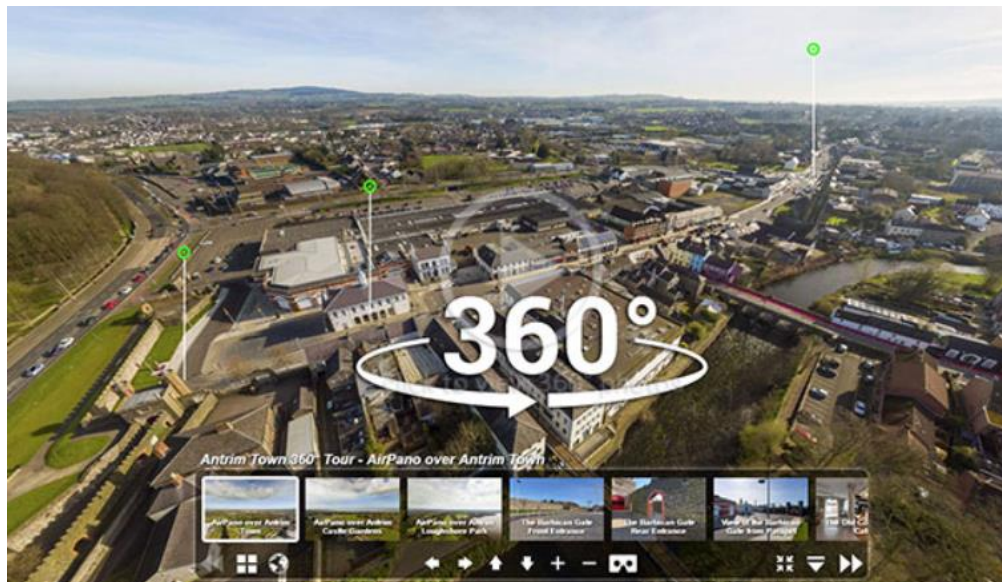 360°
Antrim Town 360° Tour - AirPano over Antrim Town
AirPano over Antrim
Town
AirPano over Antrim
Castle Gardens
AirPano over Antrim
Loughshore Park
The Barbican Gate
Front Entrance
The Barbican Gate
Rear Entrance
View of the Barbican
Gate from Parapet
The Old